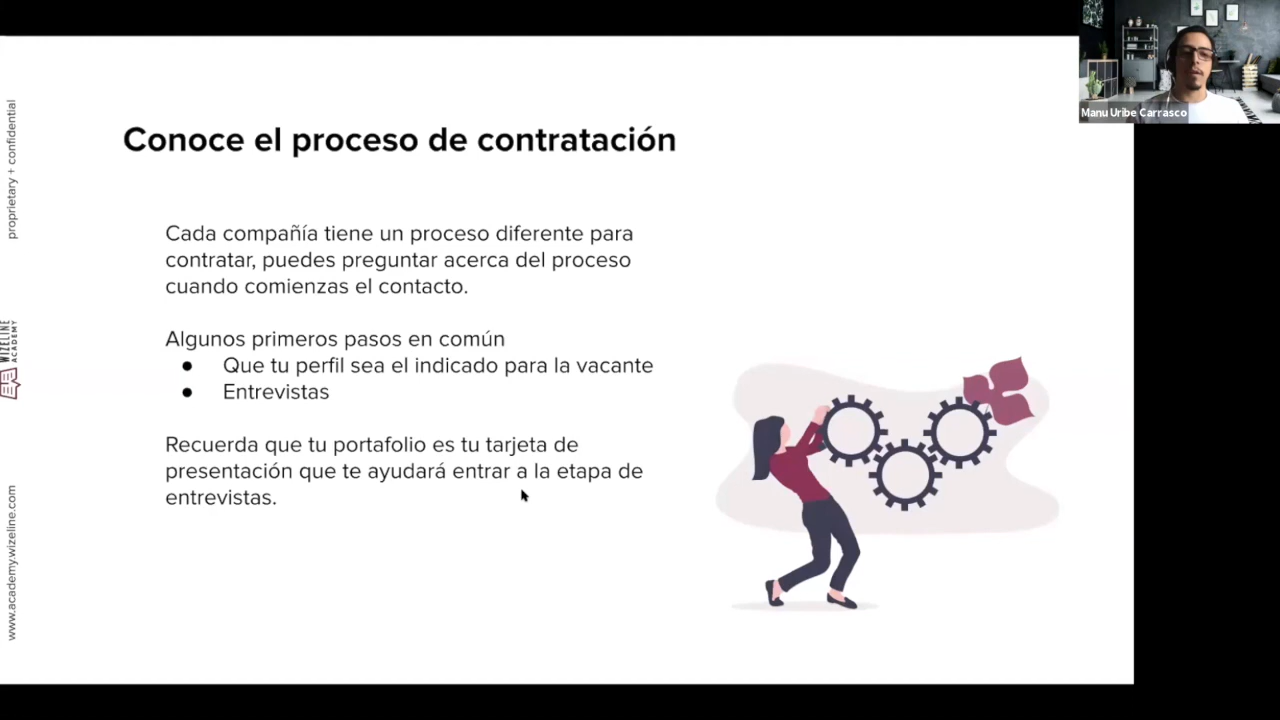 Manu Uribe Carrasco
proprietary + confidential
Conoce el proceso de contratación
Cada compañía tiene un proceso diferente para
contratar, puedes preguntar acerca del proceso
cuando comienzas el contacto.
Algunos primeros pasos en común
● Que tu perfil sea el indicado para la vacante
● Entrevistas
Recuerda que tu portafolio es tu tarjeta de
presentación que te ayudará entrar a la etapa de
entrevistas.
WIZELINE
ACADEMY
www.academy.wizeline.com